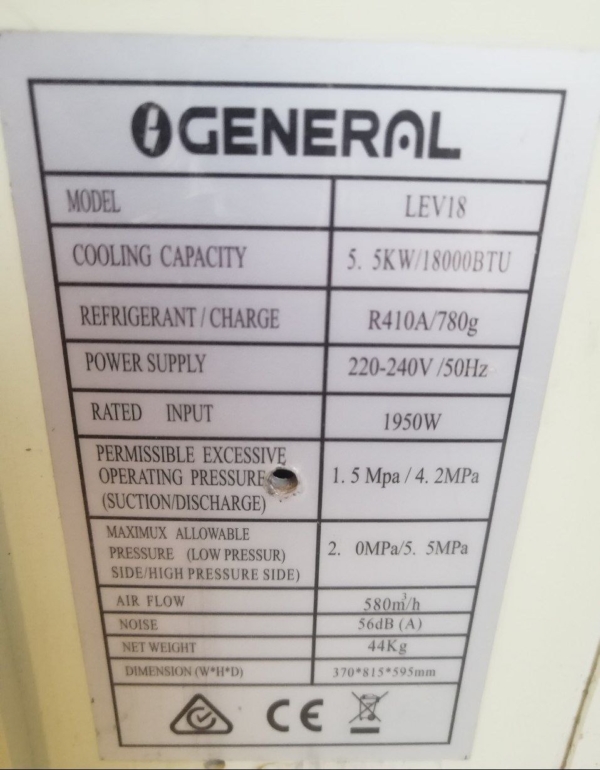 GENERAL
MODEL LEV18
COOLING CAPACITY 5. 5KW/18000BTU
REFRIGERANT / CHARGE R410A/780g
POWER SUPPLY 220-240V /50Hz
RATED INPUT 1950W
PERMISSIBLE EXCESSIVE
OPERATING PRESSURE 1. 5 Mpa / 4. 2MPa
(SUCTION/DISCHARGE)
MAXIMUX ALLOWABLE
PRESSURE (LOW PRESSUR) 2. 0MPa/5. 5MPa
SIDE/HIGH PRESSURE SIDE)
AIR FLOW 580m³/h
NOISE 56dB (A)
NET WEIGHT 44Kg
DIMENSION (W*H*D) 370*815*595mm
CE